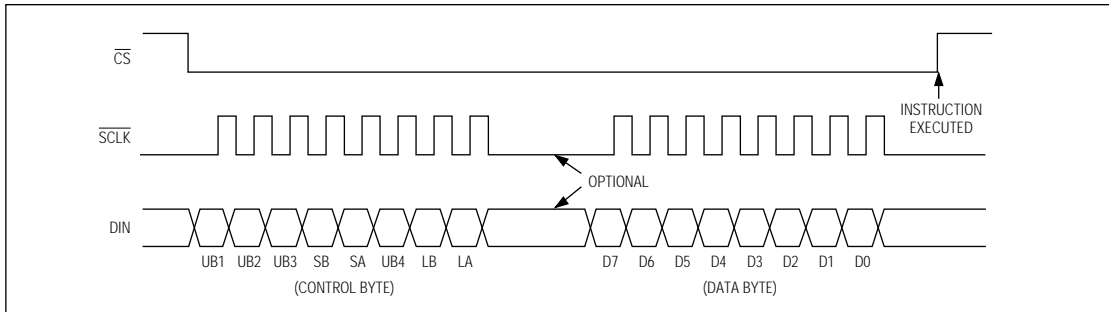 CS
INSTRUCTION
EXECUTED
SCLK
OPTIONAL
DIN
UB1 UB2 UB3 SB SA UB4 LB LA D7 D6 D5 D4 D3 D2 D1 D0
(CONTROL BYTE) (DATA BYTE)